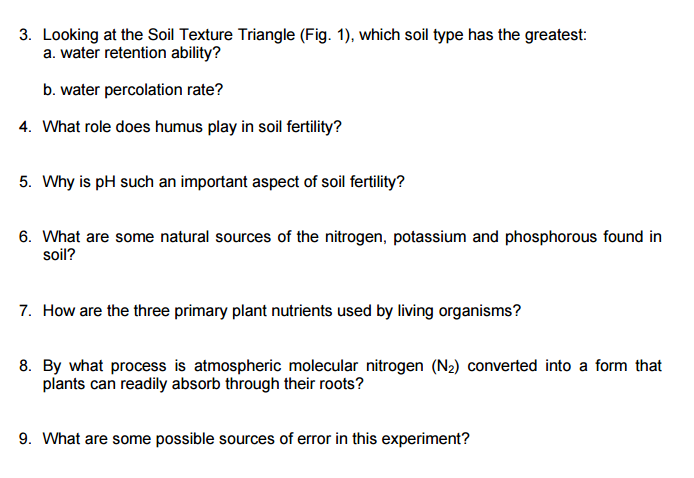 3. Looking at the Soil Texture Triangle (Fig. 1), which soil type has the greatest:
a. water retention ability?
b. water percolation rate?
4. What role does humus play in soil fertility?
5. Why is pH such an important aspect of soil fertility?
6. What are some natural sources of the nitrogen, potassium and phosphorous found in
soil?
7. How are the three primary plant nutrients used by living organisms?
8. By what process is atmospheric molecular nitrogen (N₂) converted into a form that
plants can readily absorb through their roots?
9. What are some possible sources of error in this experiment?